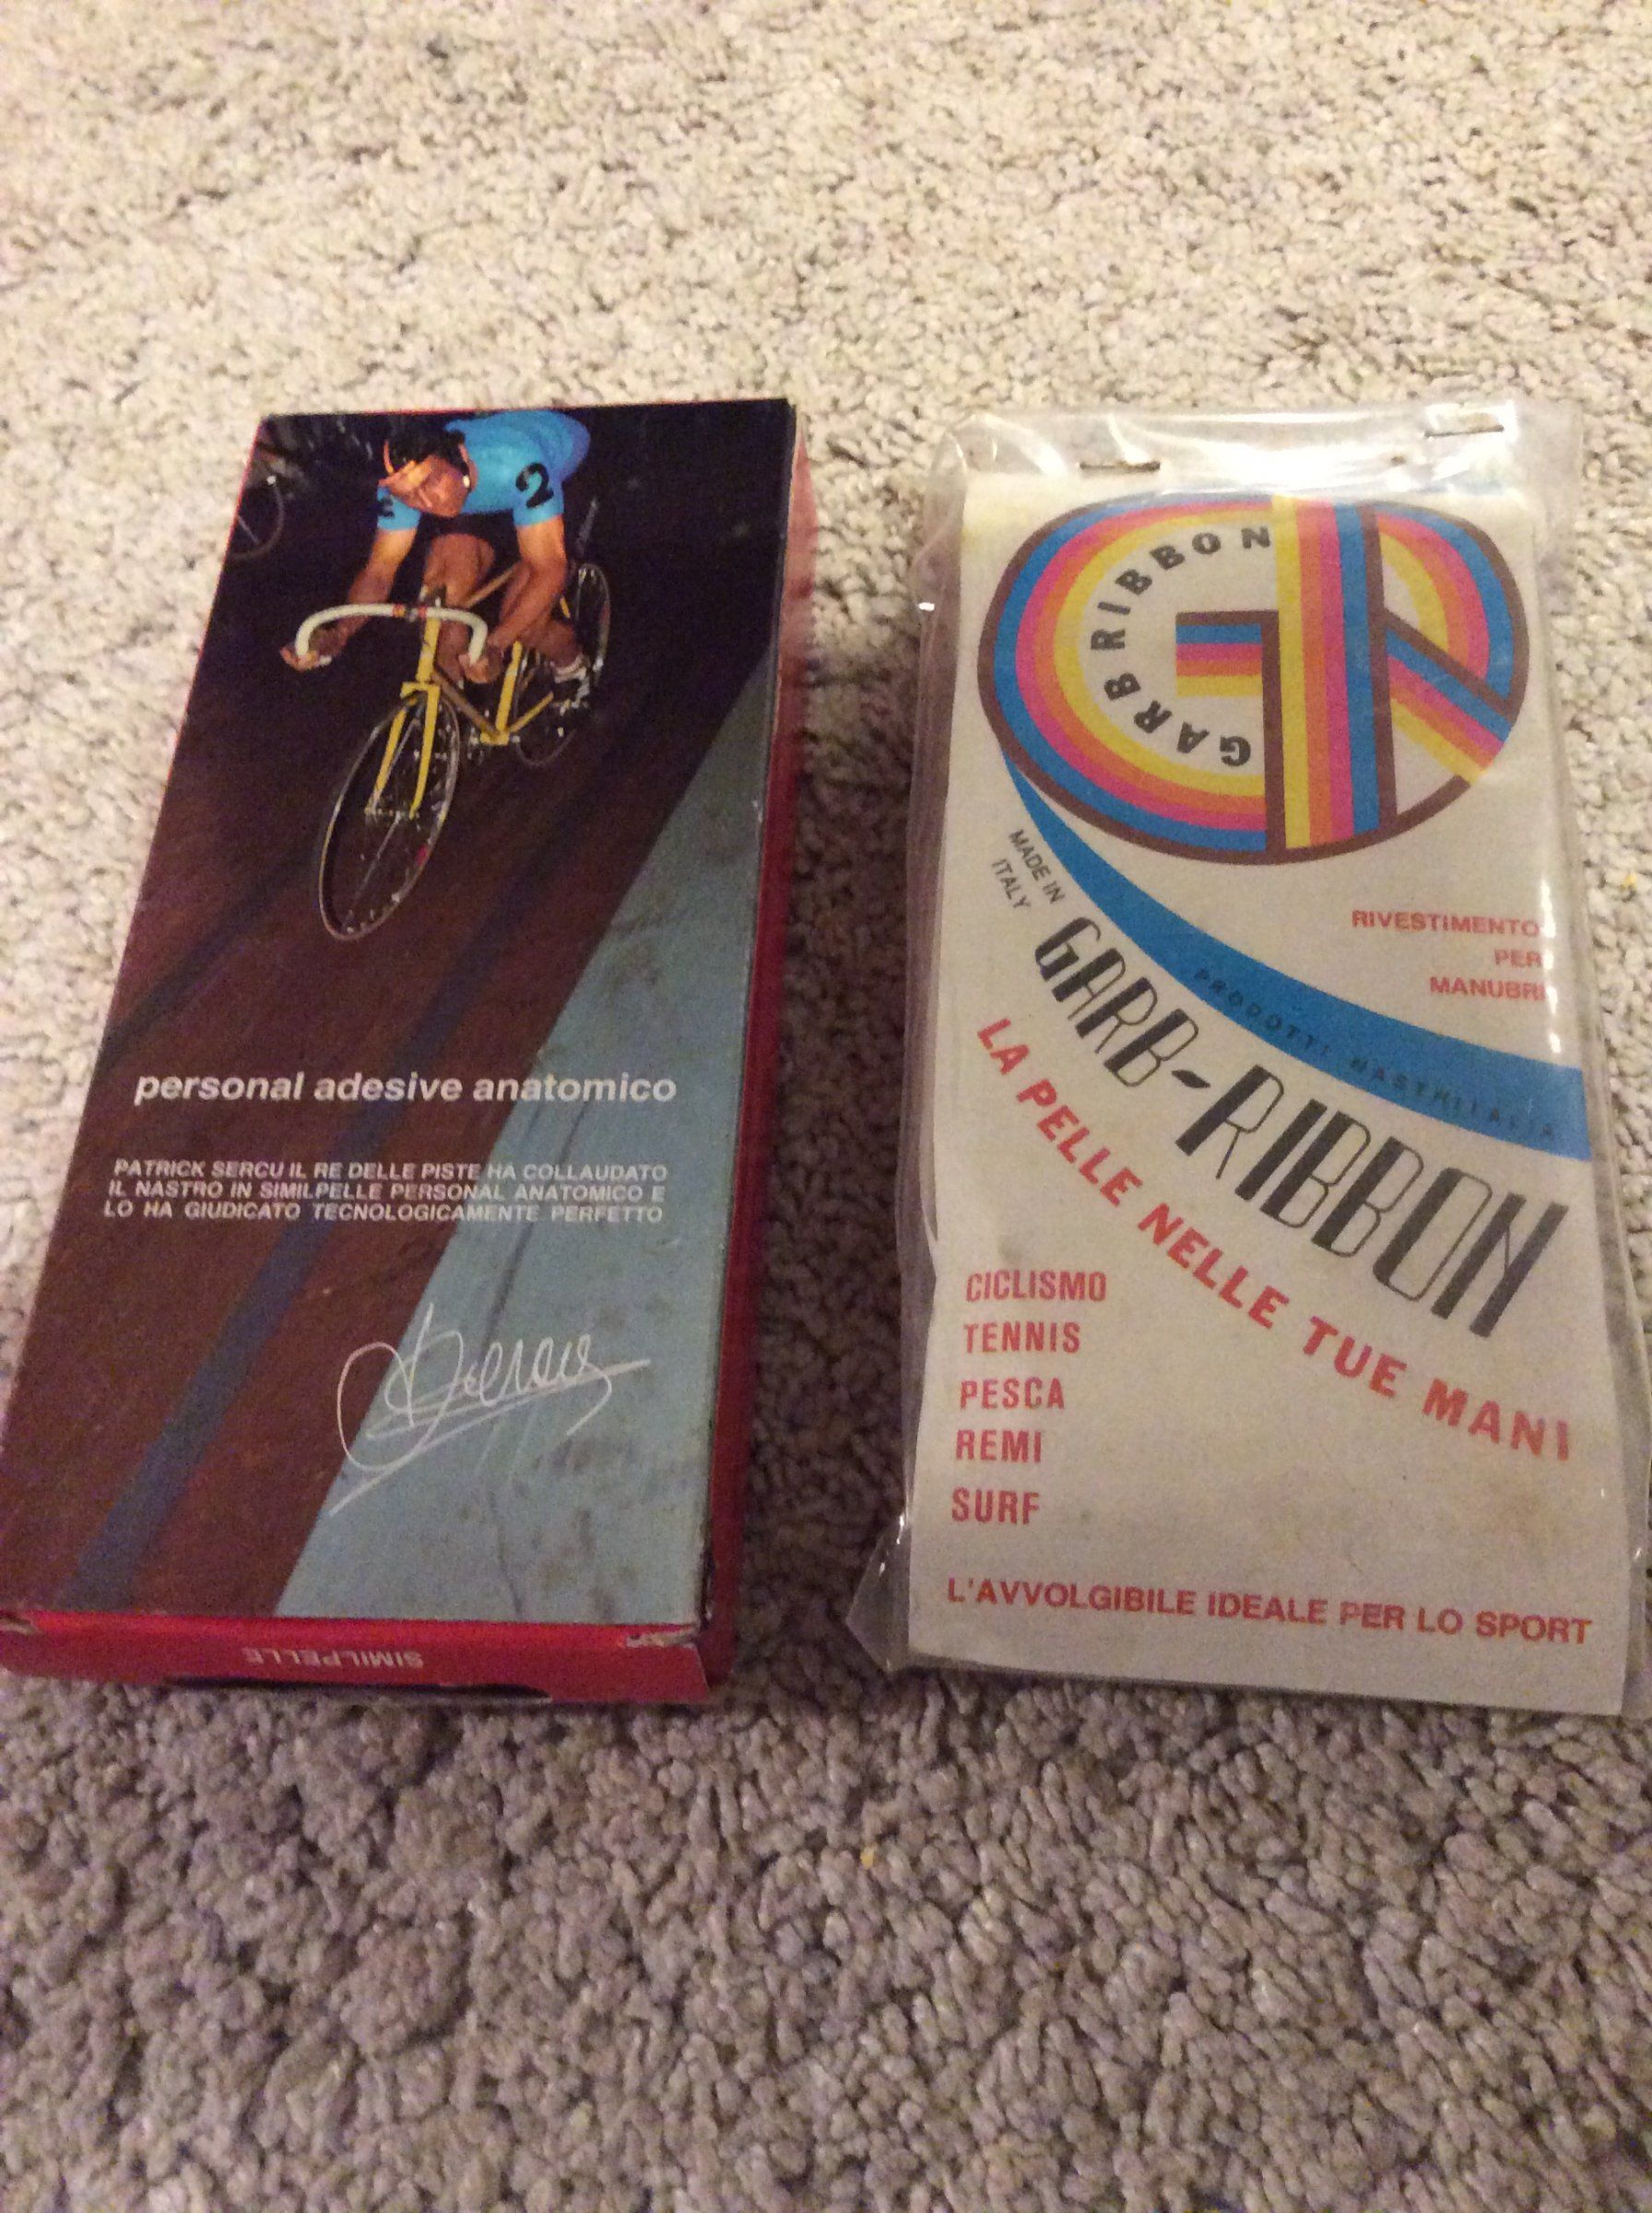 2
personal adesive anatomico
PATRICK SERCU IL RE DELLE PISTE HA COLLAUDATO
IL NASTRO IN SIMILPELLE PERSONAL ANATOMICO E
LO HA GIUDICATO TECNOLOGICAMENTE PERFETTO
SIMILPELLE
GARB RIBBON
GR
MADE IN
ITALY
RIVESTIMENTO
PER
MANUBRI
PRODOTTI NASTRITALIA
GARB-RIBBON
LA PELLE NELLE TUE MANI
CICLISMO
TENNIS
PESCA
REMI
SURF
L'AVVOLGIBILE IDEALE PER LO SPORT